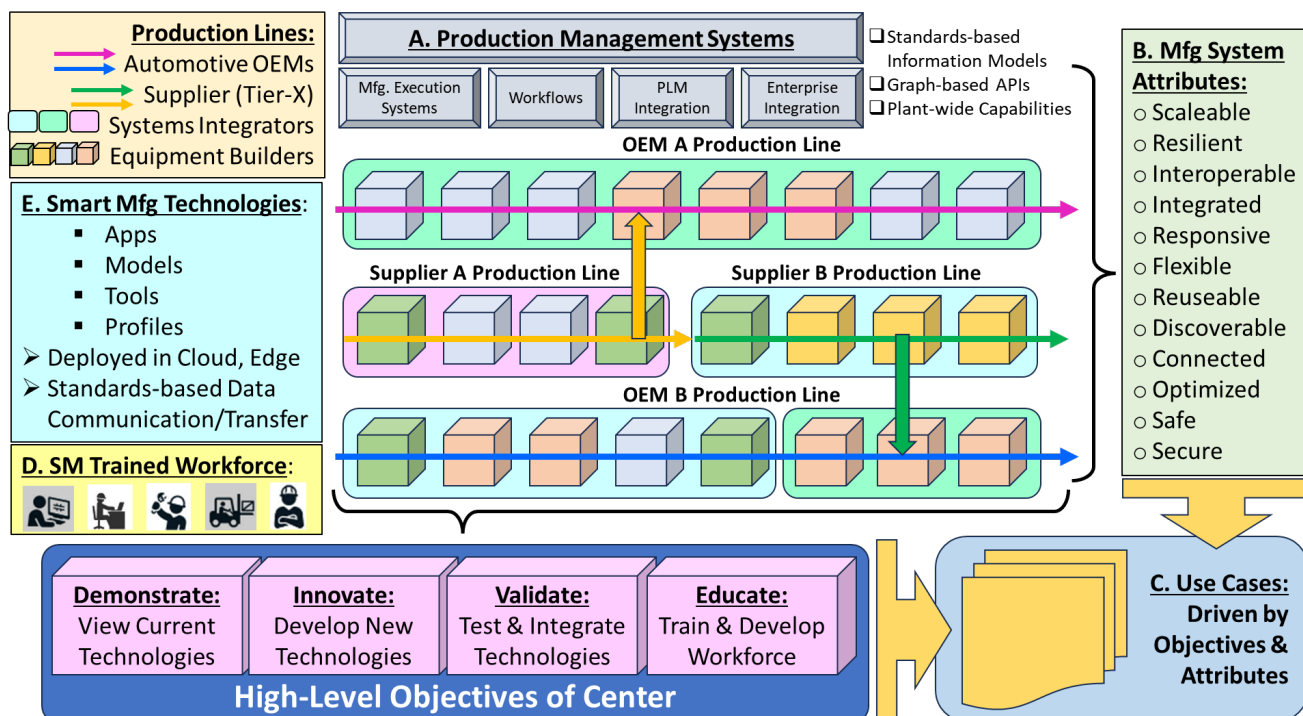 Production Lines:
Automotive OEMs
Supplier (Tier-X)
Systems Integrators
Equipment Builders
E. Smart Mfg Technologies:
▪ Apps
▪ Models
▪ Tools
▪ Profiles
➢ Deployed in Cloud, Edge
➢ Standards-based Data
Communication/Transfer
D. SM Trained Workforce:
A. Production Management Systems
Mfg. Execution
Systems
Workflows
PLM
Integration
Enterprise
Integration
❑ Standards-based
Information Models
❑ Graph-based APIs
❑ Plant-wide Capabilities
OEM A Production Line
Supplier A Production Line
Supplier B Production Line
OEM B Production Line
B. Mfg System
Attributes:
○ Scaleable
○ Resilient
○ Interoperable
○ Integrated
○ Responsive
○ Flexible
○ Reuseable
○ Discoverable
○ Connected
○ Optimized
○ Safe
○ Secure
Demonstrate:
View Current
Technologies
Innovate:
Develop New
Technologies
Validate:
Test & Integrate
Technologies
Educate:
Train & Develop
Workforce
High-Level Objectives of Center
C. Use Cases:
Driven by
Objectives &
Attributes